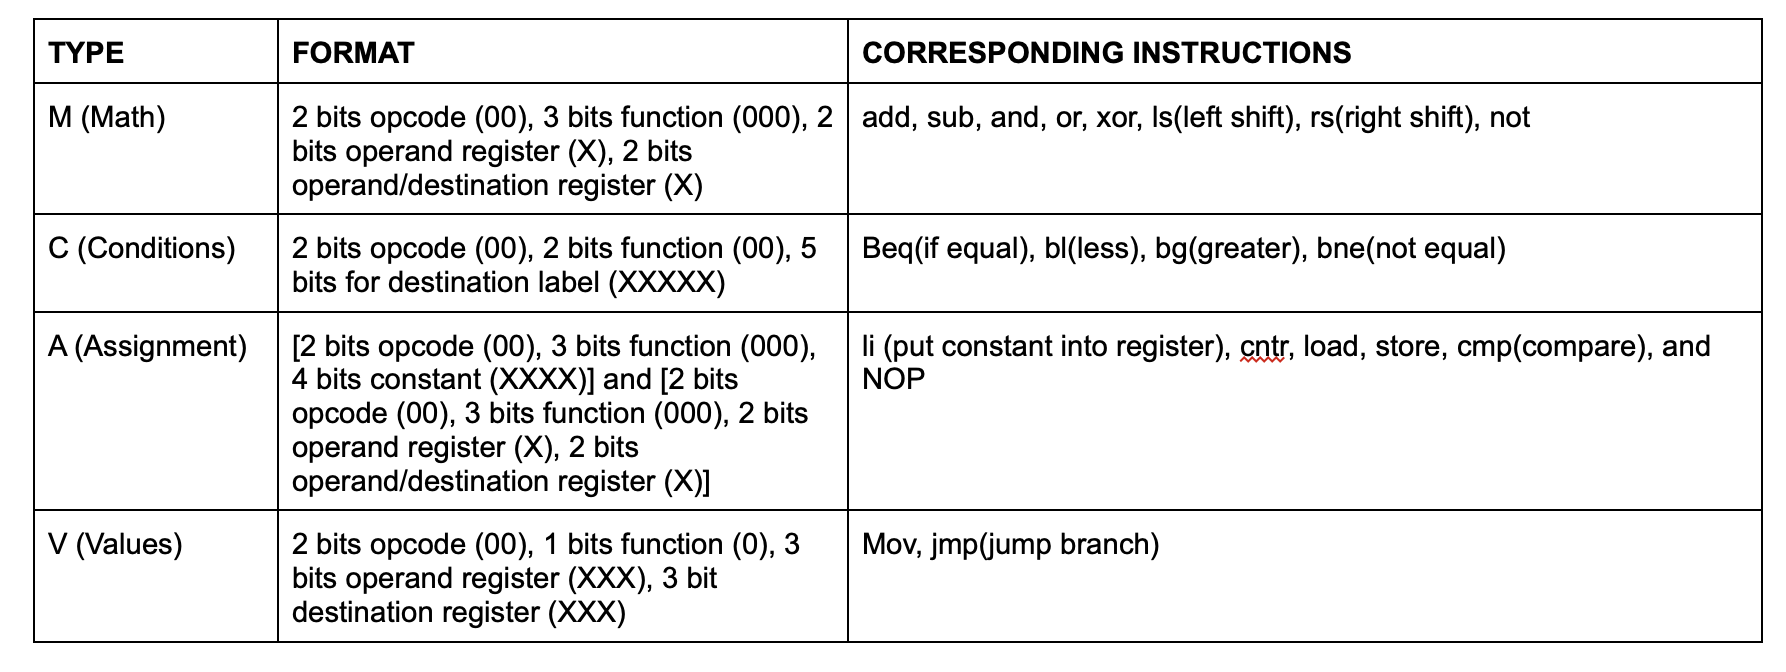 TYPE
FORMAT
CORRESPONDING INSTRUCTIONS
M (Math)
2 bits opcode (00), 3 bits function (000), 2
bits operand register (X), 2 bits
operand/destination register (X)
add, sub, and, or, xor, ls(left shift), rs(right shift), not
C (Conditions)
2 bits opcode (00), 2 bits function (00), 5
bits for destination label (XXXXX)
Beq(if equal), bl(less), bg(greater), bne(not equal)
A (Assignment)
[2 bits opcode (00), 3 bits function (000),
4 bits constant (XXXX)] and [2 bits
opcode (00), 3 bits function (000), 2 bits
operand register (X), 2 bits
operand/destination register (X)]
li (put constant into register), cntr, load, store, cmp(compare), and
NOP
V (Values)
2 bits opcode (00), 1 bits function (0), 3
bits operand register (XXX), 3 bit
destination register (XXX)
Mov, jmp(jump branch)